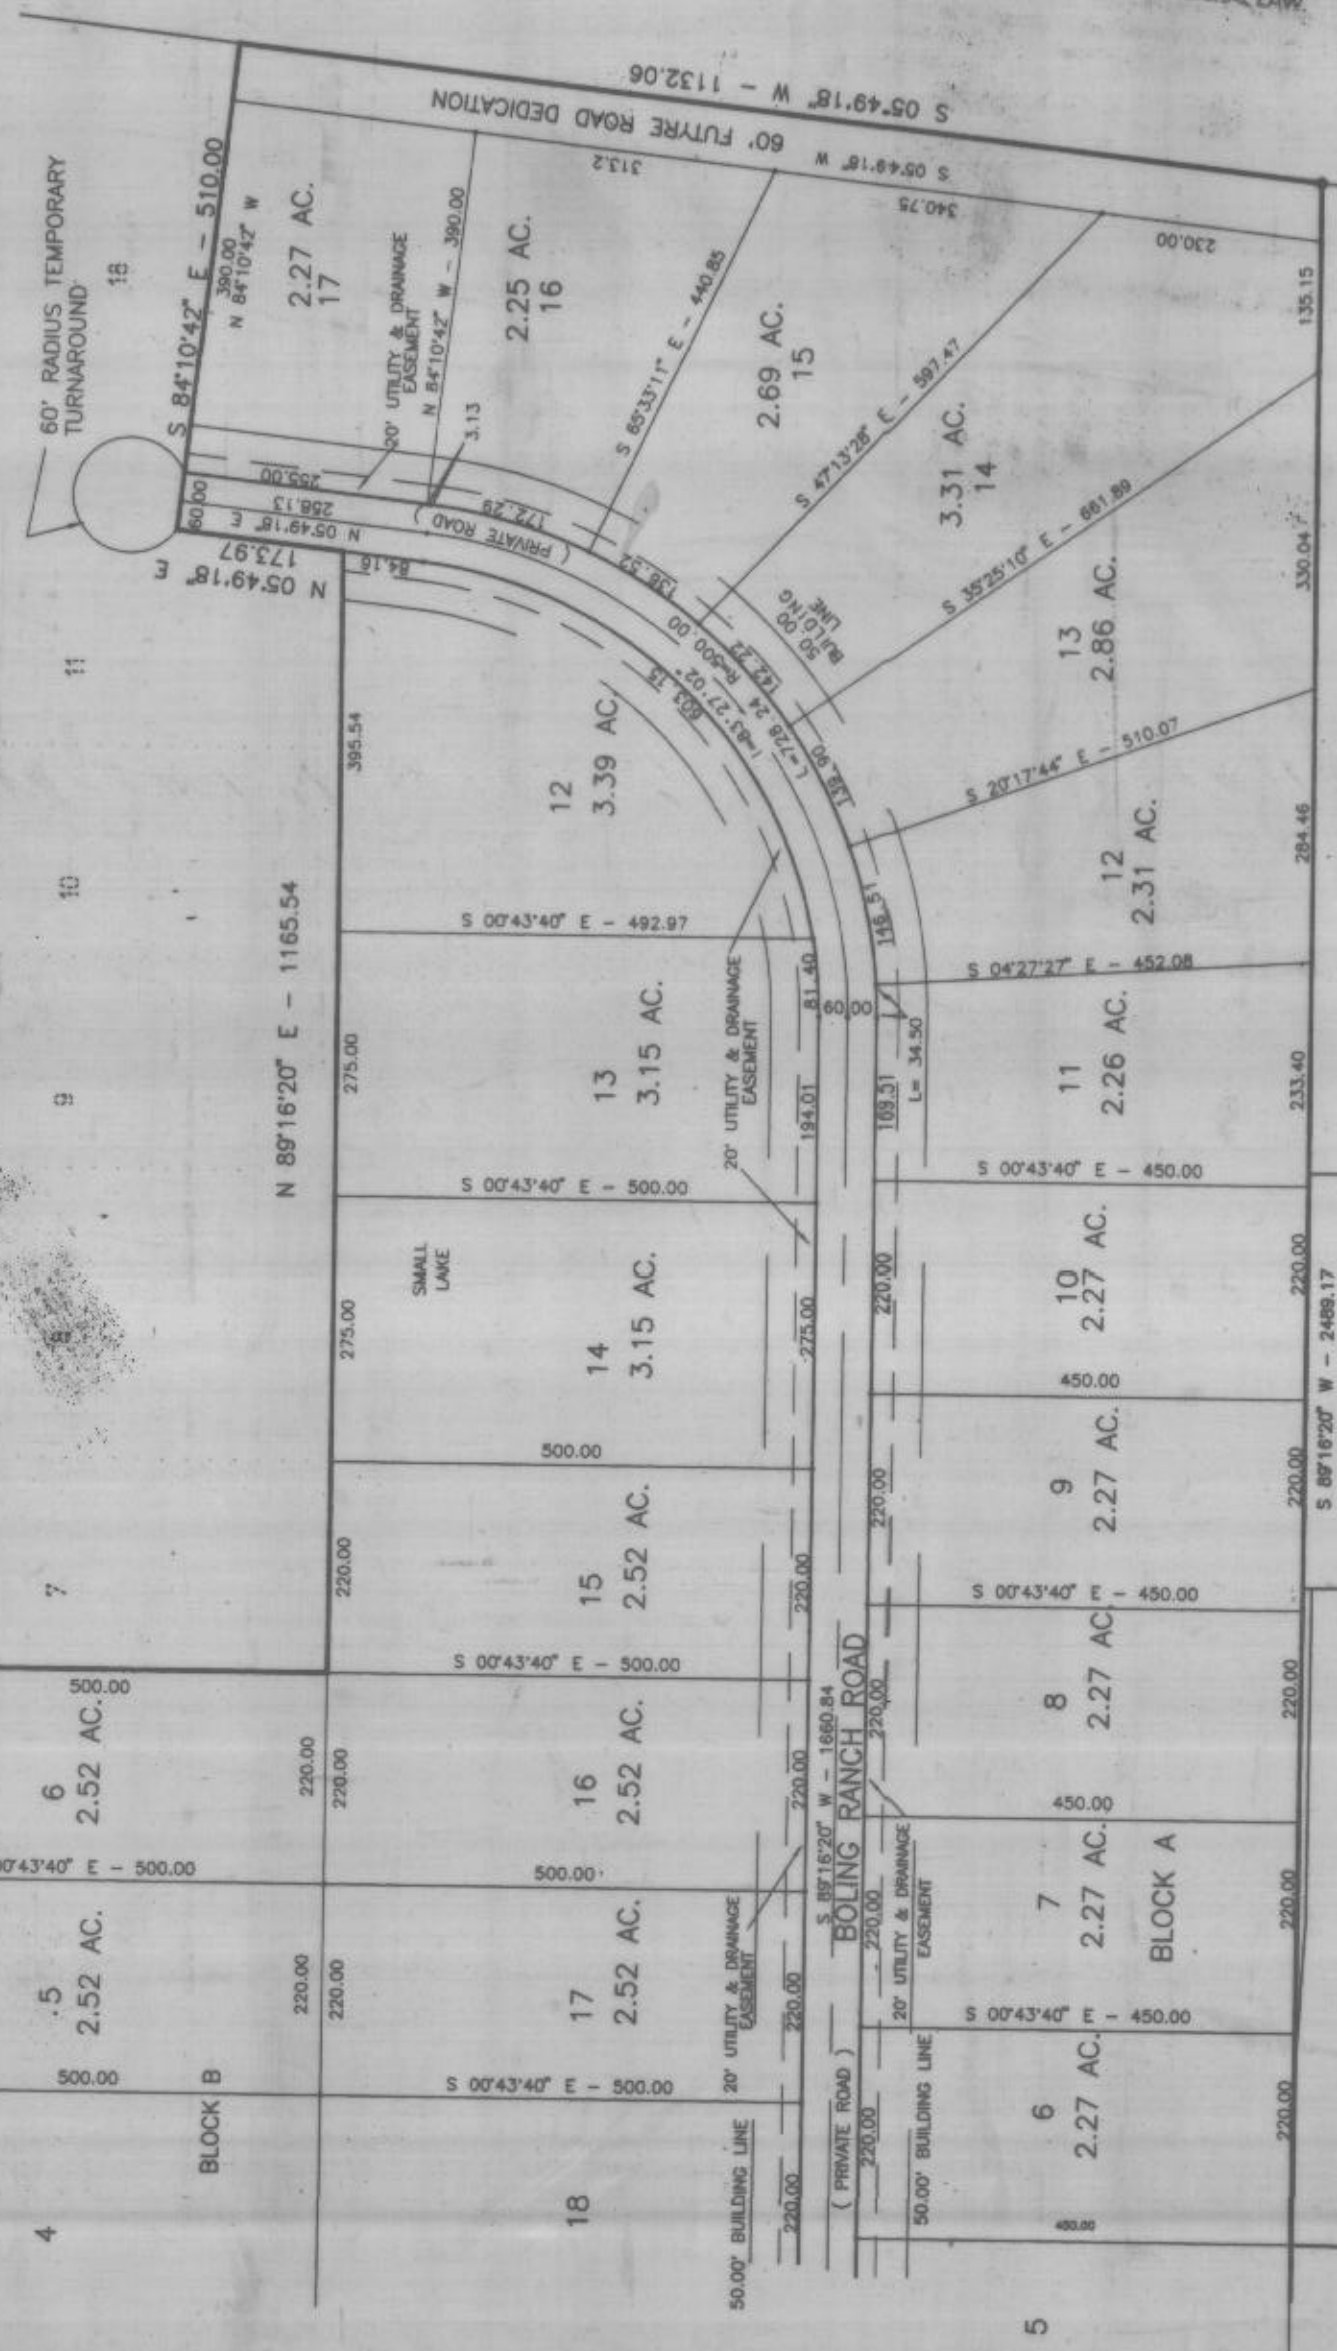 LAW.
60' RADIUS TEMPORARY
TURNAROUND
18
S 84°10'42" E - 510.00
390.00
N 84°10'42" W
2.27 AC.
17
20' UTILITY & DRAINAGE
EASEMENT
N 84°10'42" W - 390.00
3.13
2.25 AC.
16
S 05°49'18" W - 1132.06
60' FUTYRE ROAD DEDICATION
S 05°49'18" W
313.2
340.75
230.00
S 65°33'11" E - 440.85
2.69 AC.
15
S 47°13'28" E - 597.47
3.31 AC.
14
S 35°25'10" E - 661.89
13
2.86 AC.
S 20°17'44" E - 510.07
12
2.31 AC.
S 04°27'27" E - 452.08
11
2.26 AC.
135.15
330.04
284.46
233.40
60.00
255.00
258.13
N 05°49'18" E
N 05°49'18" E
173.97
84.16
( PRIVATE ROAD )
172.29
136.52
142.22
139.90
146.51
50.00
BUILDING
LINE
R=500.00
I=83°27'02"
L=728.24
603.15
11
10
9
7
N 89°16'20" E - 1165.54
395.54
12
3.39 AC.
S 00°43'40" E - 492.97
275.00
13
3.15 AC.
20' UTILITY & DRAINAGE
EASEMENT
81.40
60.00
194.01
169.51
L= 34.50
S 00°43'40" E - 500.00
S 00°43'40" E - 450.00
SMALL
LAKE
275.00
14
3.15 AC.
275.00
220.00
10
2.27 AC.
220.00
500.00
450.00
220.00
15
2.52 AC.
220.00
220.00
9
2.27 AC.
220.00
S 89°16'20" W - 2489.17
S 00°43'40" E - 500.00
S 00°43'40" E - 450.00
500.00
6
2.52 AC.
220.00
220.00
16
2.52 AC.
220.00
S 89°16'20" W - 1660.84
BOLING RANCH ROAD
220.00
8
2.27 AC.
220.00
0°43'40" E - 500.00
500.00
450.00
5
2.52 AC.
220.00
220.00
17
2.52 AC.
20' UTILITY & DRAINAGE
EASEMENT
220.00
220.00
20' UTILITY & DRAINAGE
EASEMENT
7
2.27 AC.
BLOCK A
220.00
500.00
BLOCK B
S 00°43'40" E - 500.00
S 00°43'40" E - 450.00
4
18
50.00' BUILDING LINE
220.00
( PRIVATE ROAD )
220.00
50.00' BUILDING LINE
6
2.27 AC.
220.00
450.00
5